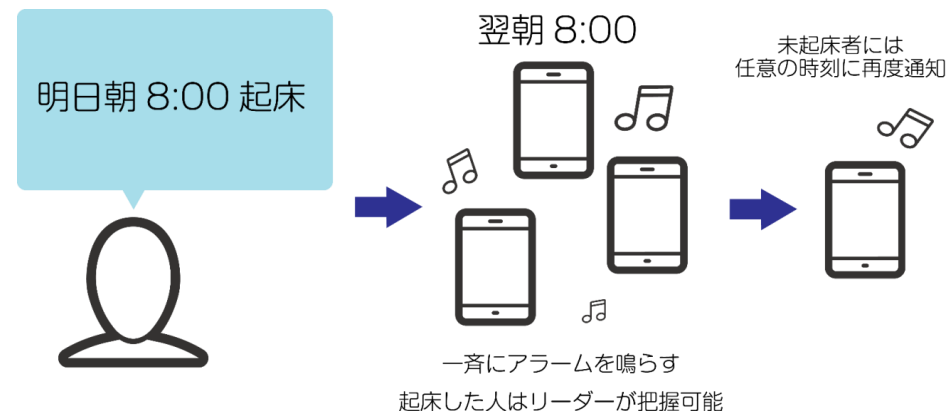 明日朝 8:00 起床
翌朝 8:00
一斉にアラームを鳴らす
起床した人はリーダーが把握可能
未起床者には
任意の時刻に再度通知